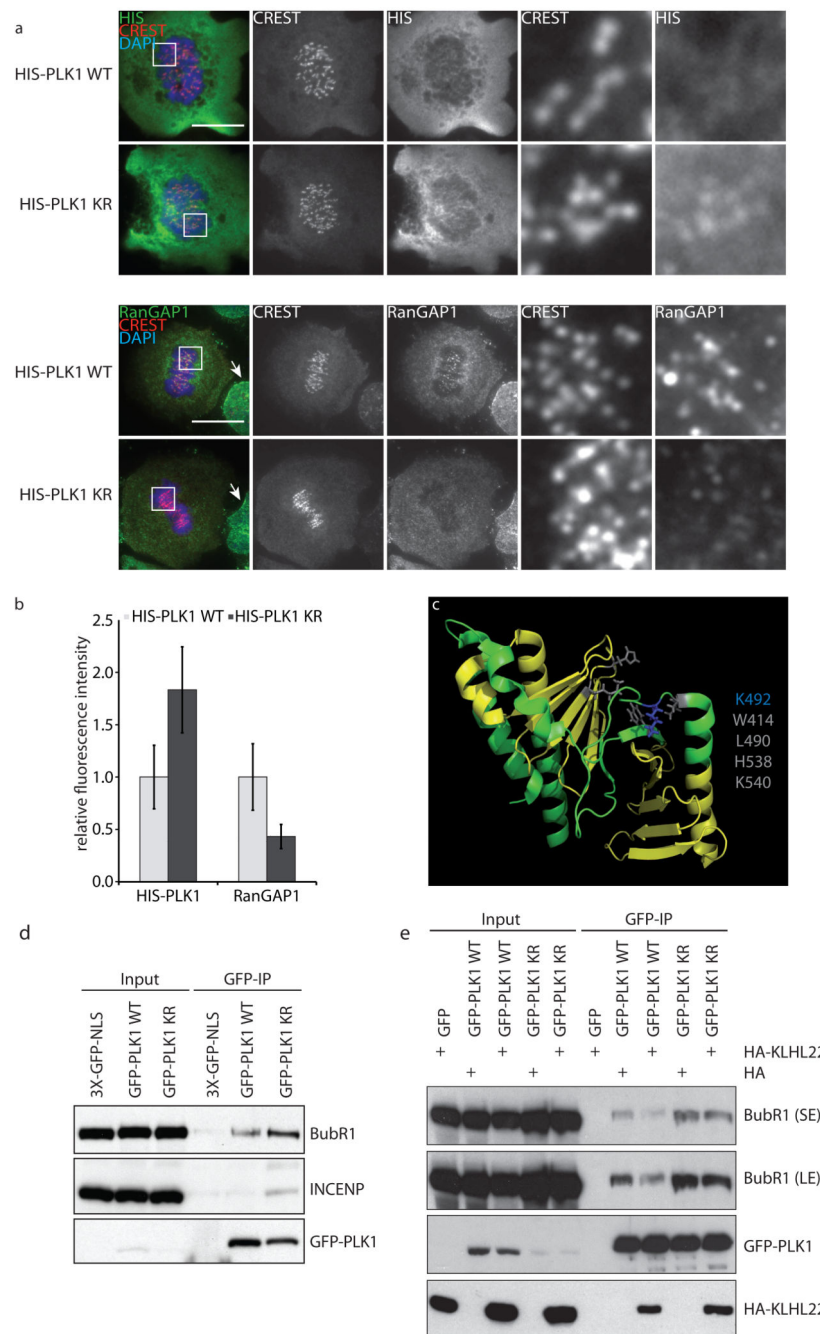 a
HIS
CREST
DAPI
CREST
HIS
CREST
HIS
HIS-PLK1 WT
HIS-PLK1 KR
RanGAP1
CREST
DAPI
CREST
RanGAP1
CREST
RanGAP1
HIS-PLK1 WT
HIS-PLK1 KR
b
HIS-PLK1 WT HIS-PLK1 KR
relative fluorescence intensity
2.5
2.0
1.5
1.0
0.5
0.0
HIS-PLK1 RanGAP1
c
K492
W414
L490
H538
K540
d
Input GFP-IP
3X-GFP-NLS
GFP-PLK1 WT
GFP-PLK1 KR
3X-GFP-NLS
GFP-PLK1 WT
GFP-PLK1 KR
BubR1
INCENP
GFP-PLK1
e
Input GFP-IP
GFP
GFP-PLK1 WT
GFP-PLK1 WT
GFP-PLK1 KR
GFP-PLK1 KR
GFP
GFP-PLK1 WT
GFP-PLK1 WT
GFP-PLK1 KR
GFP-PLK1 KR
+ + + + + + HA-KLHL22
+ + + + HA
BubR1 (SE)
BubR1 (LE)
GFP-PLK1
HA-KLHL22